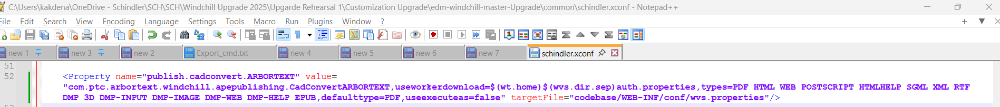 C:\Users\kakdena\OneDrive - Schindler\SCH\SCH\Windchill Upgrade 2025\Upgarde Rehearsal 1\Customization Upgrade\edm-windchill-master-Upgrade\common\schindler.xconf - Notepad++
File Edit Search View Encoding Language Settings Tools Macro Run Plugins Window ?
new 1 new 3 new 2 Export_cmd.txt new 4 new 5 new 6 new 7 schindler.xconf
51
52 <Property name="publish.cadconvert.ARBORTEXT" value=
"com.ptc.arbortext.windchill.apepublishing.CadConvertARBORTEXT,useworkerdownload=$(wt.home)$(wvs.dir.sep)auth.properties,types=PDF HTML WEB POSTSCRIPT HTMLHELP SGML XML RTF
DMP 3D DMP-INPUT DMP-IMAGE DMP-WEB DMP-HELP EPUB,defaulttype=PDF,useexecuteas=false" targetFile="codebase/WEB-INF/conf/wvs.properties"/>